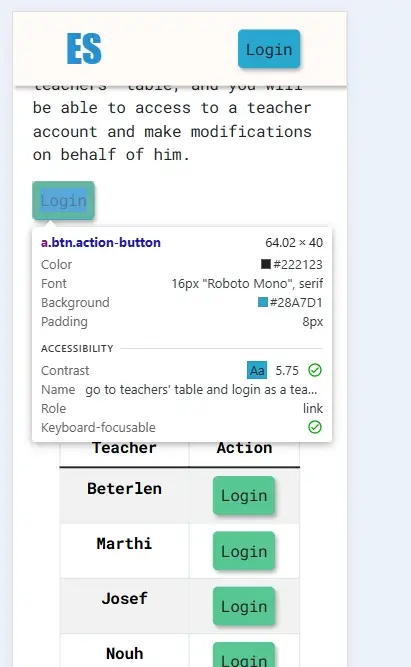 ES
Login
teachers' table, and you will
be able to access to a teacher
account and make modifications
on behalf of him.
Login
a.btn.action-button 64.02 × 40
Color #222123
Font 16px "Roboto Mono", serif
Background #28A7D1
Padding 8px
ACCESSIBILITY
Contrast Aa 5.75
Name go to teachers' table and login as a tea...
Role link
Keyboard-focusable
Teacher Action
Beterlen Login
Marthi Login
Josef Login
Nouh Login